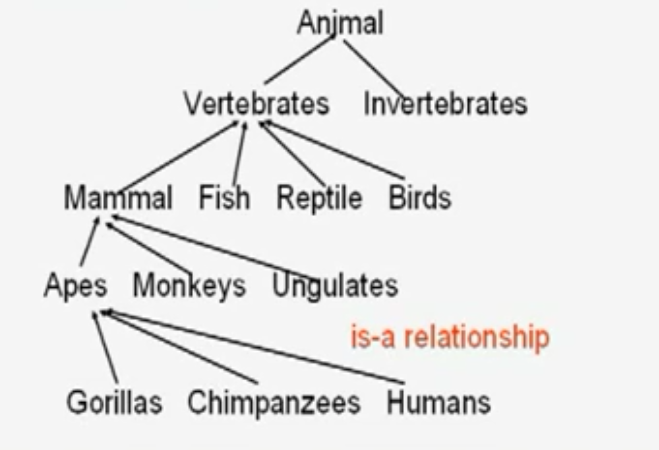 Animal
Vertebrates Invertebrates
Mammal Fish Reptile Birds
Apes Monkeys Ungulates
is-a relationship
Gorillas Chimpanzees Humans